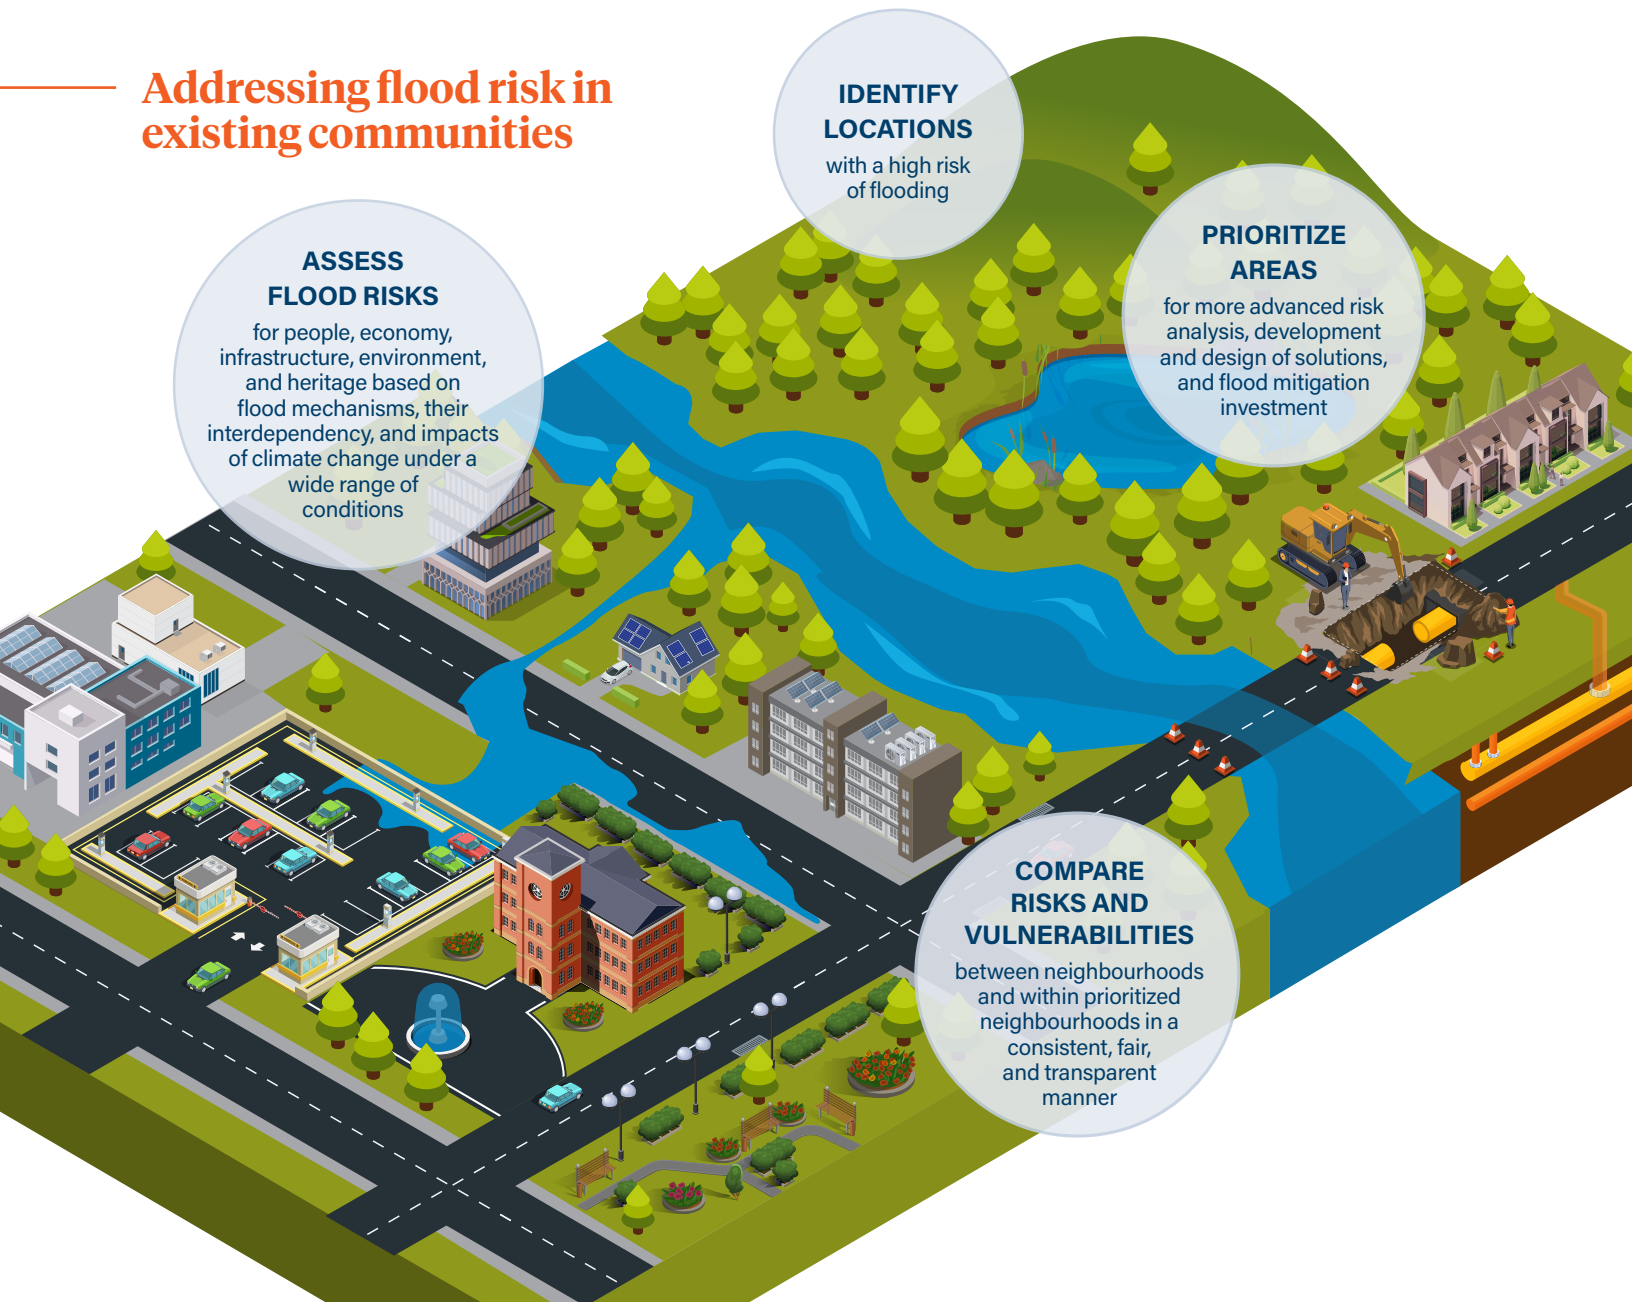 Addressing flood risk in
existing communities
IDENTIFY
LOCATIONS
with a high risk
of flooding
ASSESS
FLOOD RISKS
for people, economy,
infrastructure, environment,
and heritage based on
flood mechanisms, their
interdependency, and impacts
of climate change under a
wide range of
conditions
PRIORITIZE
AREAS
for more advanced risk
analysis, development
and design of solutions,
and flood mitigation
investment
COMPARE
RISKS AND
VULNERABILITIES
between neighbourhoods
and within prioritized
neighbourhoods in a
consistent, fair,
and transparent
manner